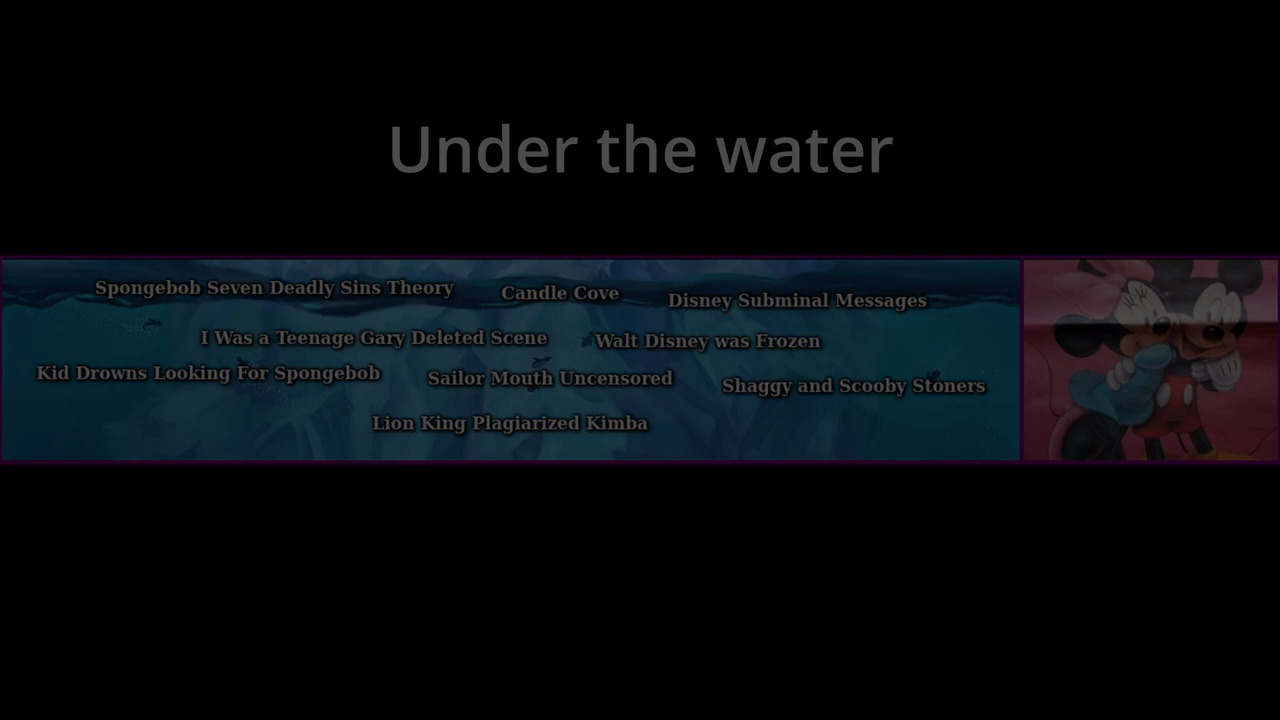 Under the water
Spongebob Seven Deadly Sins Theory
Candle Cove
Disney Subminal Messages
I Was a Teenage Gary Deleted Scene
Walt Disney was Frozen
Kid Drowns Looking For Spongebob
Sailor Mouth Uncensored
Shaggy and Scooby Stoners
Lion King Plagiarized Kimba